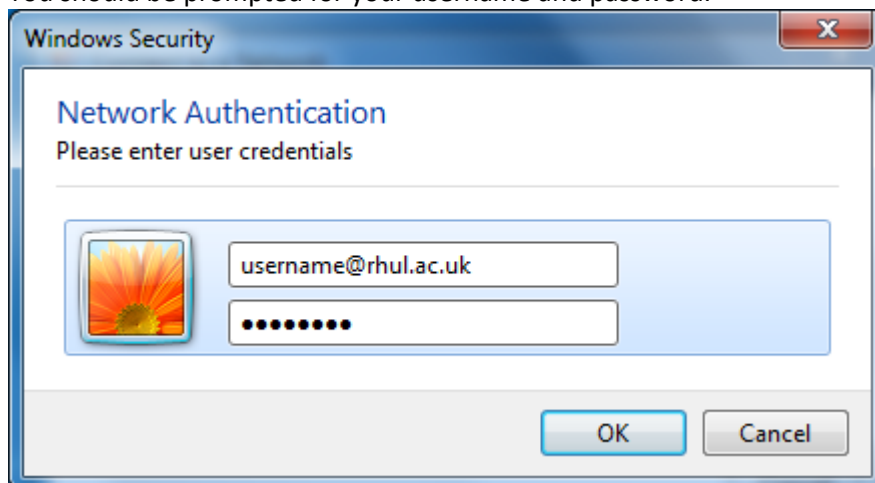 You should be prompted for your username and password.
Windows Security
Network Authentication
Please enter user credentials
username@rhul.ac.uk
●●●●●●●●
OK
Cancel